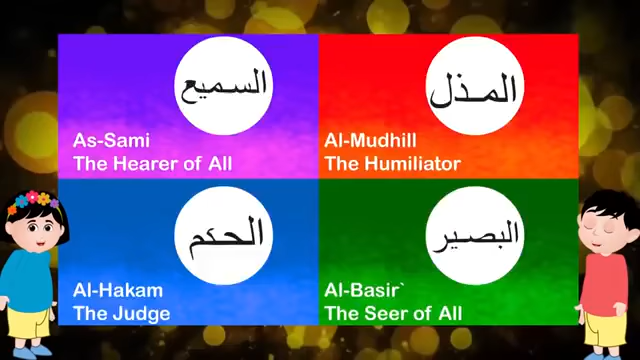 السميع
As-Sami
The Hearer of All
المـذل
Al-Mudhill
The Humiliator
الحكم
Al-Hakam
The Judge
البصير
Al-Basir`
The Seer of All